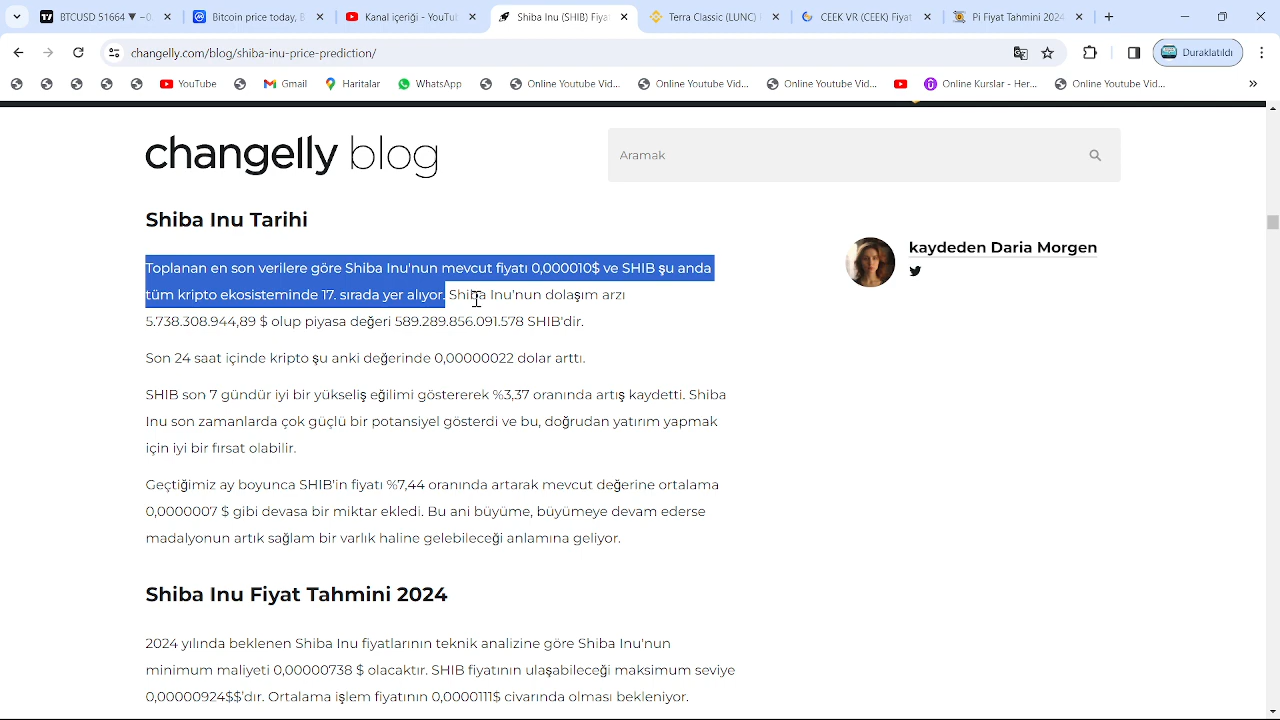 BTCUSD 51664 ▼ −0.
Bitcoin price today, B
Kanal içeriği - YouTu
Shiba Inu (SHIB) Fiyat
Terra Classic (LUNC)
CEEK VR (CEEK) Fiyat
Pi Fiyat Tahmini 2024
changelly.com/blog/shiba-inu-price-prediction/
Duraklatıldı
YouTube
Gmail
Haritalar
WhatsApp
Online Youtube Vid...
Online Youtube Vid...
Online Youtube Vid...
Online Kurslar - Her...
Online Youtube Vid...
changelly blog
Aramak
Shiba Inu Tarihi
kaydeden Daria Morgen
Toplanan en son verilere göre Shiba Inu'nun mevcut fiyatı 0,000010$ ve SHIB şu anda
tüm kripto ekosisteminde 17. sırada yer alıyor. Shiba Inu'nun dolaşım arzı
5.738.308.944,89 $ olup piyasa değeri 589.289.856.091.578 SHIB'dir.
Son 24 saat içinde kripto şu anki değerinde 0,00000022 dolar arttı.
SHIB son 7 gündür iyi bir yükseliş eğilimi göstererek %3,37 oranında artış kaydetti. Shiba
Inu son zamanlarda çok güçlü bir potansiyel gösterdi ve bu, doğrudan yatırım yapmak
için iyi bir fırsat olabilir.
Geçtiğimiz ay boyunca SHIB'in fiyatı %7,44 oranında artarak mevcut değerine ortalama
0,0000007 $ gibi devasa bir miktar ekledi. Bu ani büyüme, büyümeye devam ederse
madalyonun artık sağlam bir varlık haline gelebileceği anlamına geliyor.
Shiba Inu Fiyat Tahmini 2024
2024 yılında beklenen Shiba Inu fiyatlarının teknik analizine göre Shiba Inu'nun
minimum maliyeti 0,00000738 $ olacaktır. SHIB fiyatının ulaşabileceği maksimum seviye
0,00000924$$'dır. Ortalama işlem fiyatının 0,0000111$ civarında olması bekleniyor.